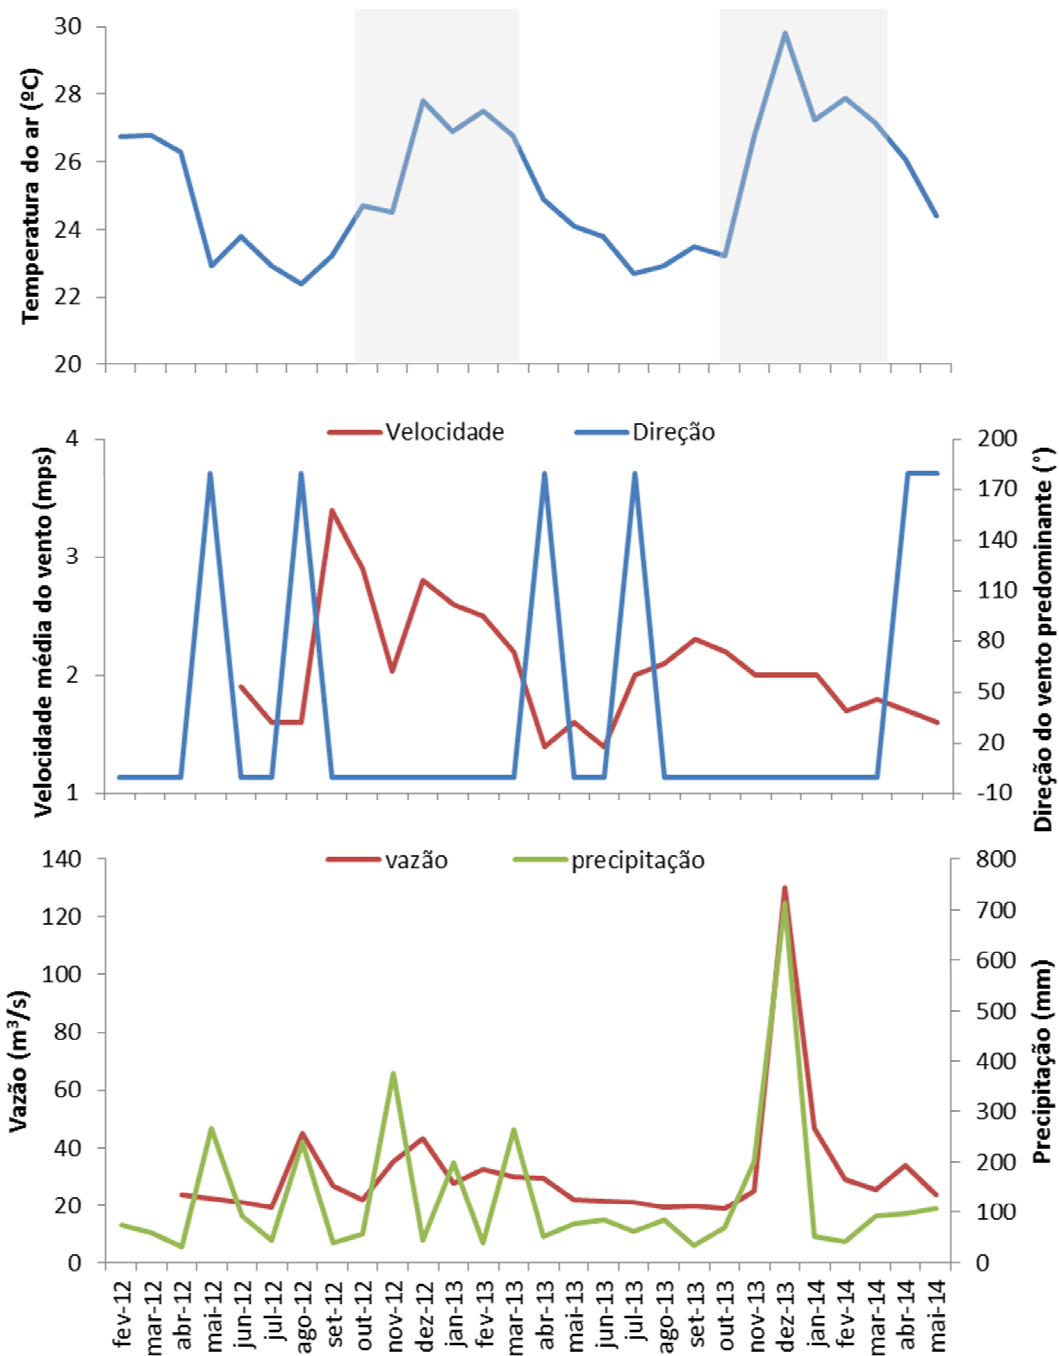 Temperatura do ar (ºC)
30
28
26
24
22
20
Velocidade
Direção
Velocidade média do vento (mps)
4
3
2
1
200
170
140
110
80
50
20
-10
Direção do vento predominante (°)
vazão
precipitação
Vazão (m³/s)
140
120
100
80
60
40
20
0
800
700
600
500
400
300
200
100
0
Precipitação (mm)
fev-12
mar-12
abr-12
mai-12
jun-12
jul-12
ago-12
set-12
out-12
nov-12
dez-12
jan-13
fev-13
mar-13
abr-13
mai-13
jun-13
jul-13
ago-13
set-13
out-13
nov-13
dez-13
jan-14
fev-14
mar-14
abr-14
mai-14